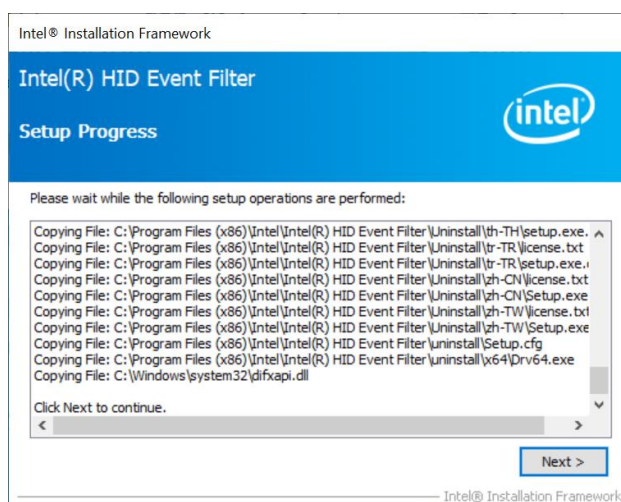 Intel® Installation Framework
Intel(R) HID Event Filter
intel
Setup Progress
Please wait while the following setup operations are performed:
Copying File: C:\Program Files (x86)\Intel\Intel(R) HID Event Filter\Uninstall\th-TH\setup.exe.
Copying File: C:\Program Files (x86)\Intel\Intel(R) HID Event Filter\Uninstall\tr-TR\license.txt
Copying File: C:\Program Files (x86)\Intel\Intel(R) HID Event Filter\Uninstall\tr-TR\setup.exe.
Copying File: C:\Program Files (x86)\Intel\Intel(R) HID Event Filter\Uninstall\zh-CN\license.txt
Copying File: C:\Program Files (x86)\Intel\Intel(R) HID Event Filter\Uninstall\zh-CN\Setup.exe
Copying File: C:\Program Files (x86)\Intel\Intel(R) HID Event Filter\Uninstall\zh-TW\license.txt
Copying File: C:\Program Files (x86)\Intel\Intel(R) HID Event Filter\Uninstall\zh-TW\Setup.exe
Copying File: C:\Program Files (x86)\Intel\Intel(R) HID Event Filter\uninstall\Setup.cfg
Copying File: C:\Program Files (x86)\Intel\Intel(R) HID Event Filter\uninstall\x64\Drv64.exe
Copying File: C:\Windows\system32\difxapi.dll
Click Next to continue.
Next >
Intel® Installation Framework